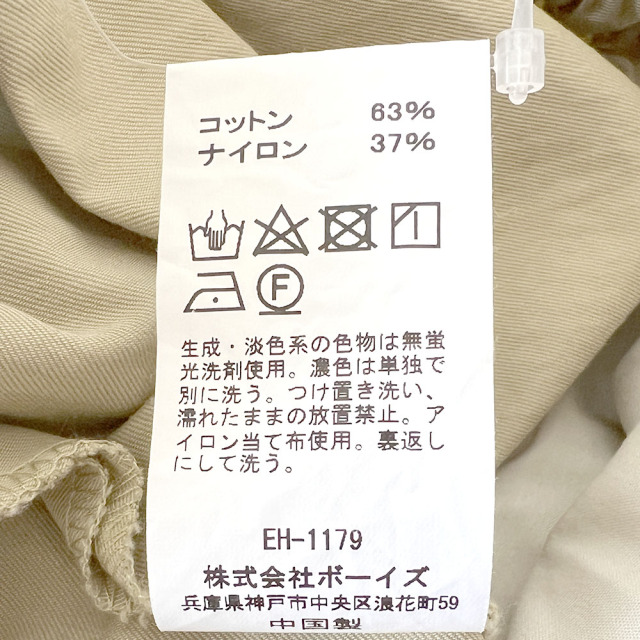 コットン 63%
ナイロン 37%
F
生成・淡色系の色物は無蛍
光洗剤使用。濃色は単独で
別に洗う。つけ置き洗い、
濡れたままの放置禁止。ア
イロン当て布使用。裏返し
にして洗う。
EH-1179
株式会社ボーイズ
兵庫県神戸市中央区浪花町59
中国製